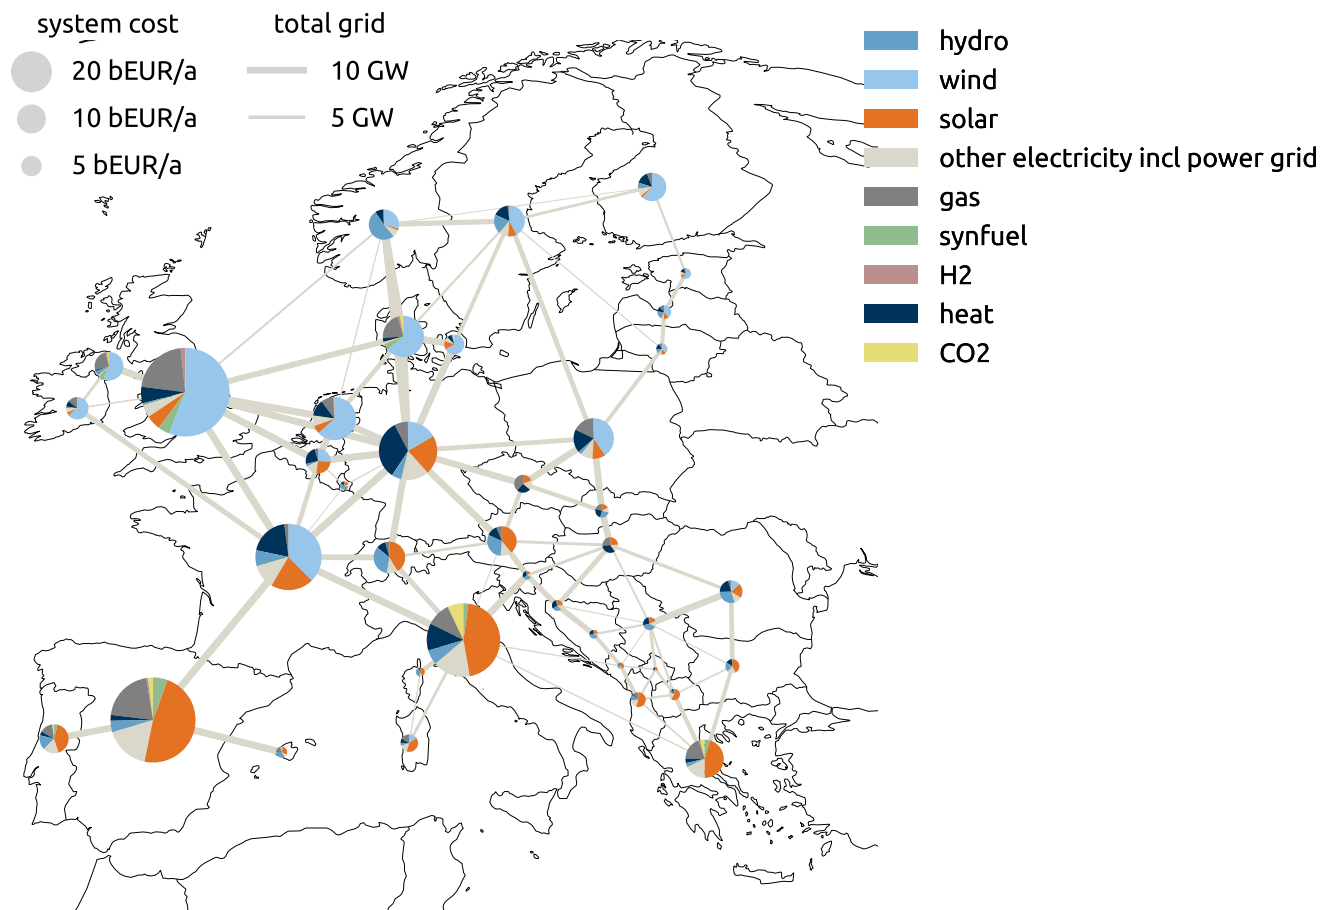 system cost
20 bEUR/a
10 bEUR/a
5 bEUR/a
total grid
10 GW
5 GW
hydro
wind
solar
other electricity incl power grid
gas
synfuel
H2
heat
CO2